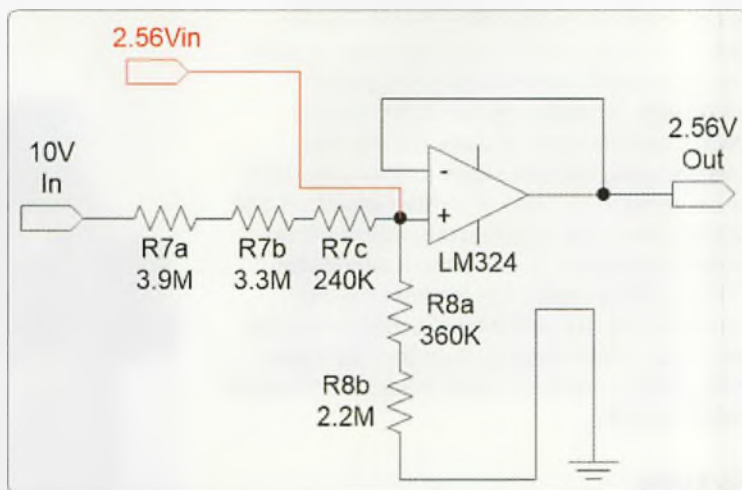 2.56Vin
10V
In
2.56V
Out
-
+
LM324
R7a
3.9M
R7b
3.3M
R7c
240K
R8a
360K
R8b
2.2M